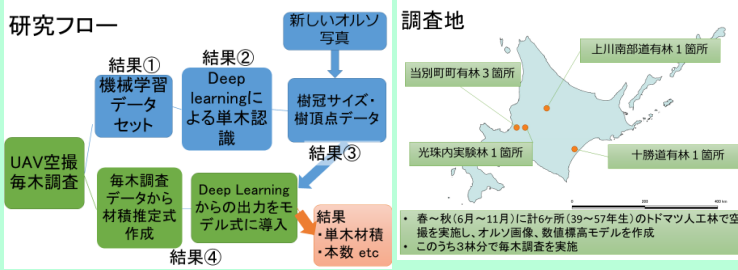 研究フロー
新しいオルソ
写真
結果①
結果②
機械学習
データ
セット
Deep
learningに
よる単木認
識
樹冠サイズ・
樹頂点データ
結果③
UAV空撮
毎木調査
毎木調査
データから
材積推定式
作成
Deep Learning
からの出力をモ
デル式に導入
結果
・単木材積
・本数 etc
結果④
調査地
上川南部道有林1箇所
当別町町有林3箇所
光珠内実験林1箇所
十勝道有林1箇所
0 100 200 300 400 km
• 春～秋(6月～11月)に計6ヶ所(39～57年生)のトドマツ人工林で空
撮を実施し、オルソ画像、数値標高モデルを作成
• このうち3林分で毎木調査を実施